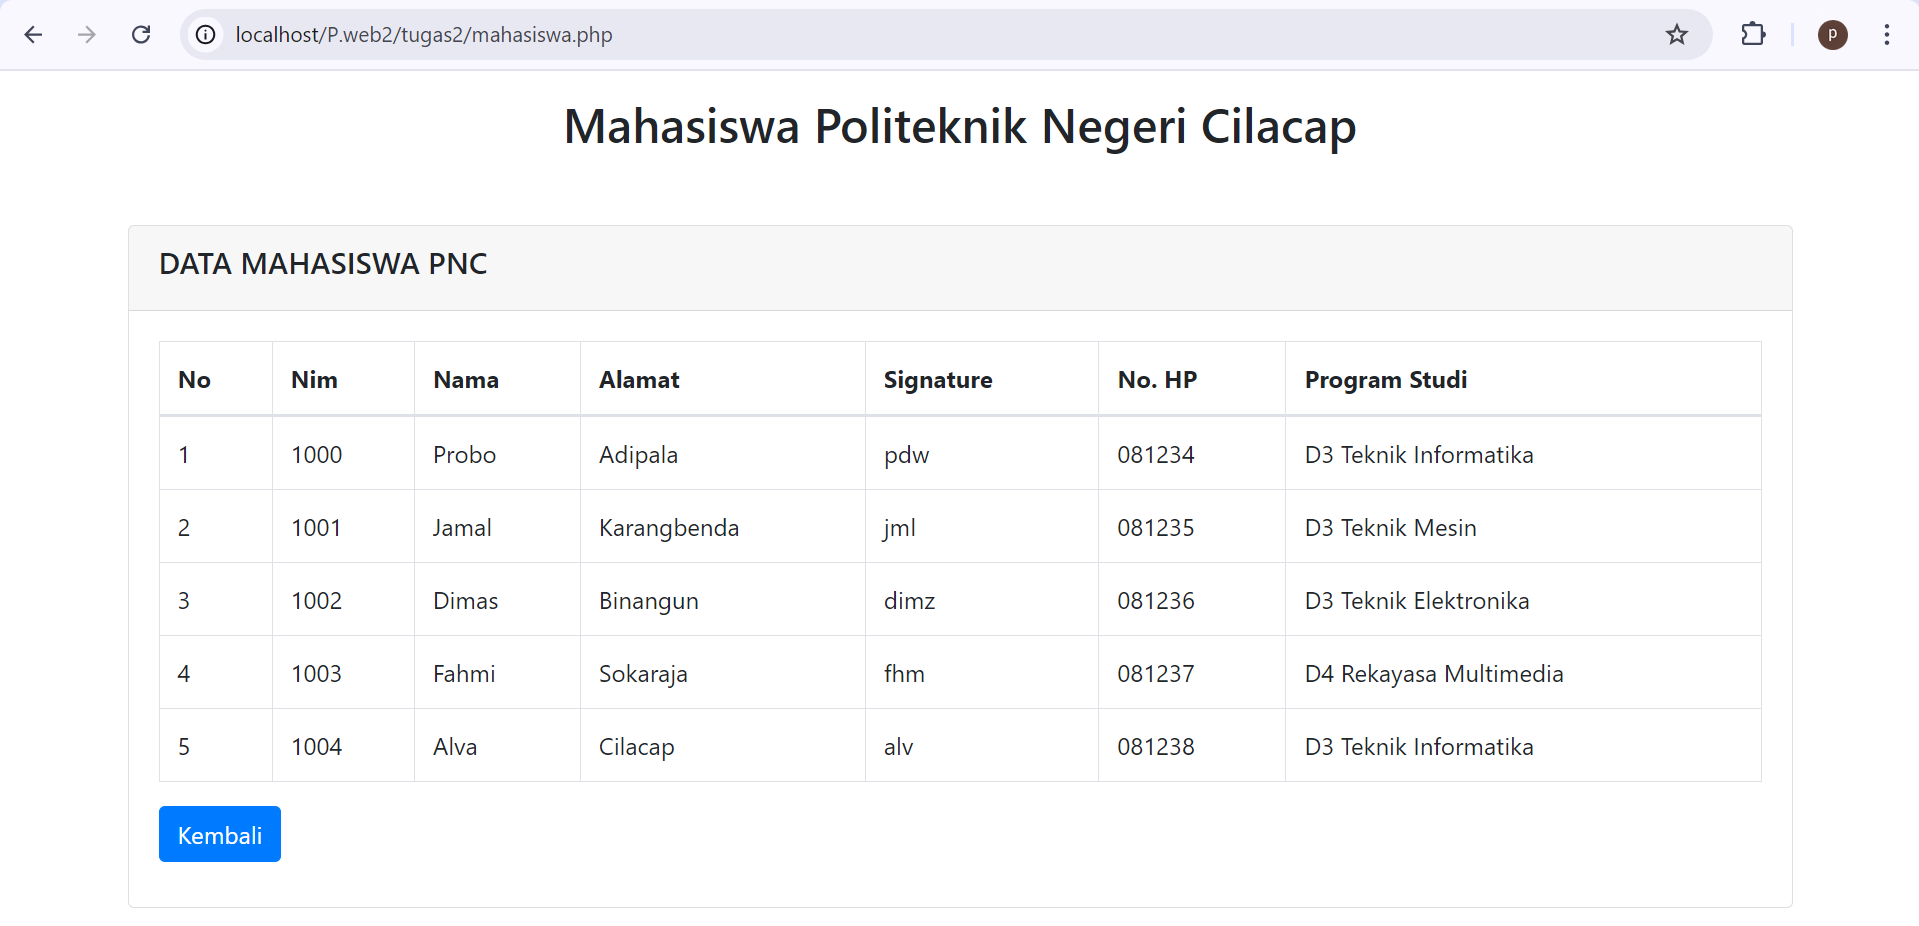 localhost/P.web2/tugas2/mahasiswa.php
p
Mahasiswa Politeknik Negeri Cilacap
DATA MAHASISWA PNC
No Nim Nama Alamat Signature No. HP Program Studi
1 1000 Probo Adipala pdw 081234 D3 Teknik Informatika
2 1001 Jamal Karangbenda jml 081235 D3 Teknik Mesin
3 1002 Dimas Binangun dimz 081236 D3 Teknik Elektronika
4 1003 Fahmi Sokaraja fhm 081237 D4 Rekayasa Multimedia
5 1004 Alva Cilacap alv 081238 D3 Teknik Informatika
Kembali